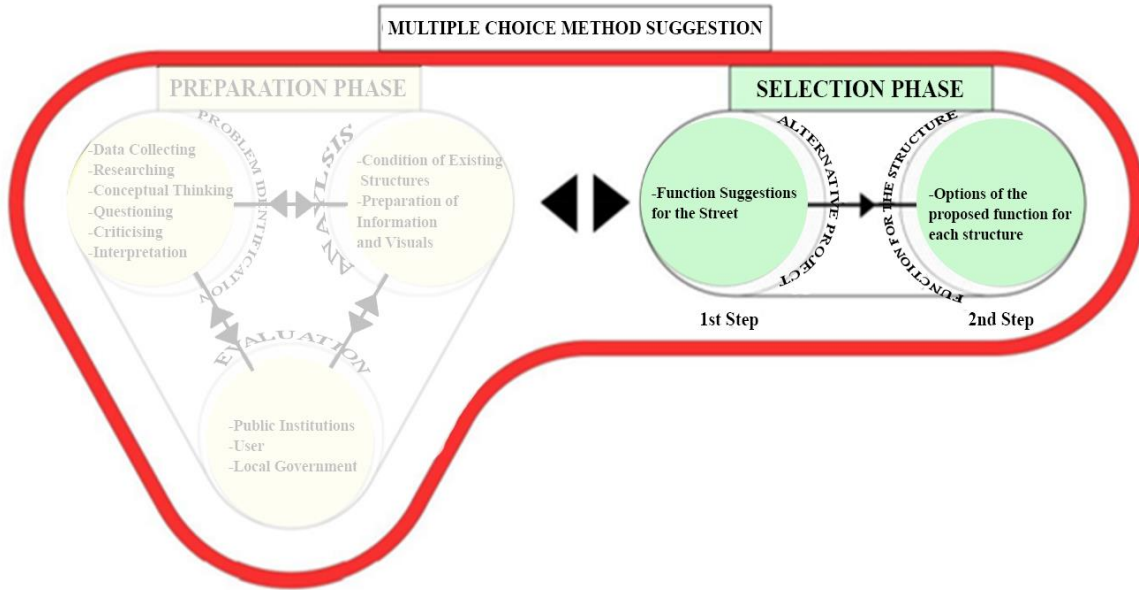 MULTIPLE CHOICE METHOD SUGGESTION
PREPARATION PHASE
PROBLEM IDENTIFICATION
-Data Collecting
-Researching
-Conceptual Thinking
-Questioning
-Criticising
-Interpretation
ANAYLSIS
-Condition of Existing
Structures
-Preparation of
Information
and Visuals
EVALUATION
-Public Institutions
-User
-Local Government
SELECTION PHASE
ALTERNATIVE PROJECT
-Function Suggestions
for the Street
1st Step
FUNCTION FOR THE STRUCTURE
-Options of the
proposed function for
each structure
2nd Step